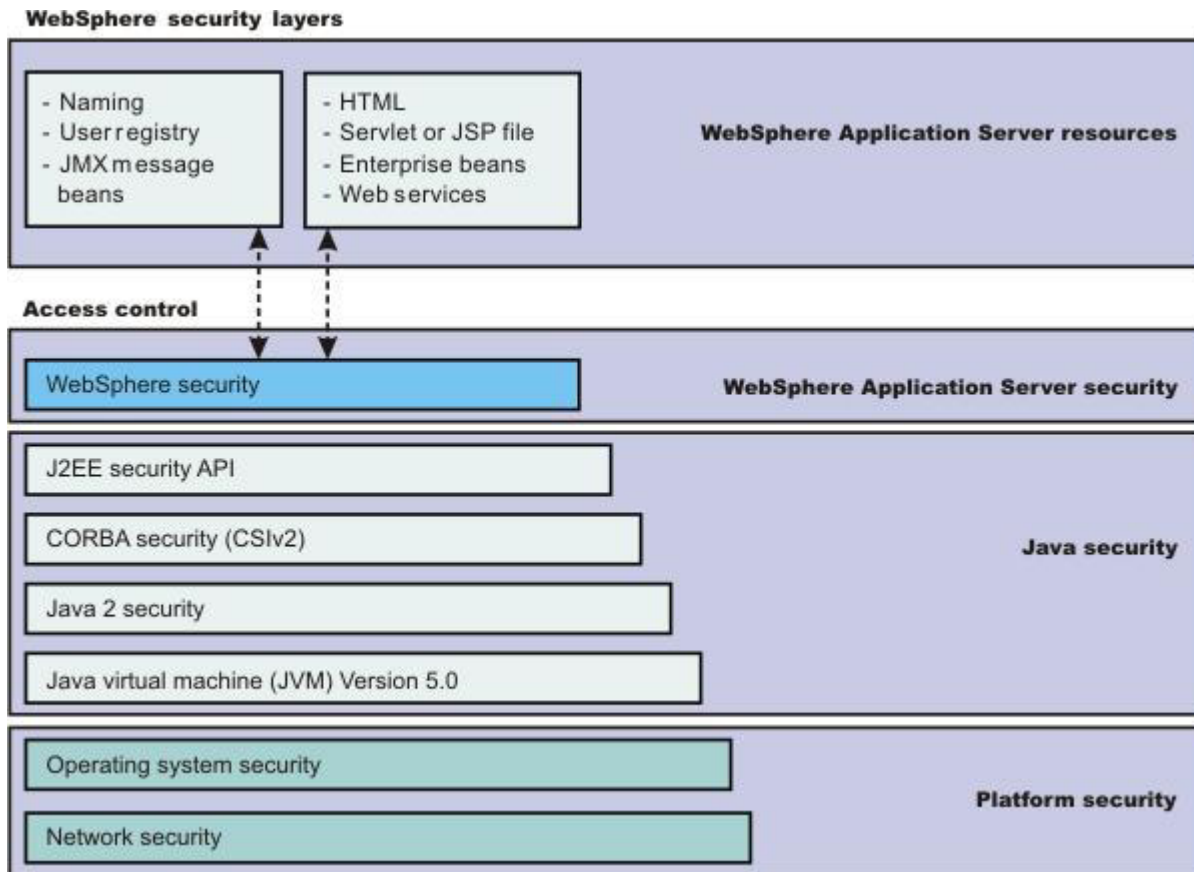 WebSphere security layers
- Naming
- User registry
- JMX message
beans
- HTML
- Servlet or JSP file
- Enterprise beans
- Web services
WebSphere Application Server resources
Access control
WebSphere security
WebSphere Application Server security
J2EE security API
CORBA security (CSIv2)
Java 2 security
Java virtual machine (JVM) Version 5.0
Java security
Operating system security
Network security
Platform security